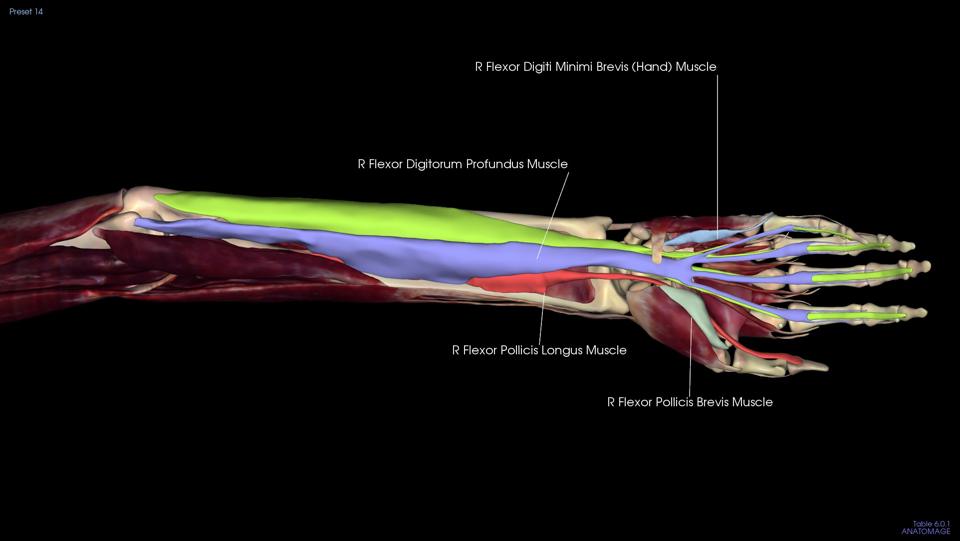 Preset 14
R Flexor Digiti Minimi Brevis (Hand) Muscle
R Flexor Digitorum Profundus Muscle
R Flexor Pollicis Longus Muscle
R Flexor Pollicis Brevis Muscle
Table 6.0.1
ANATOMAGE